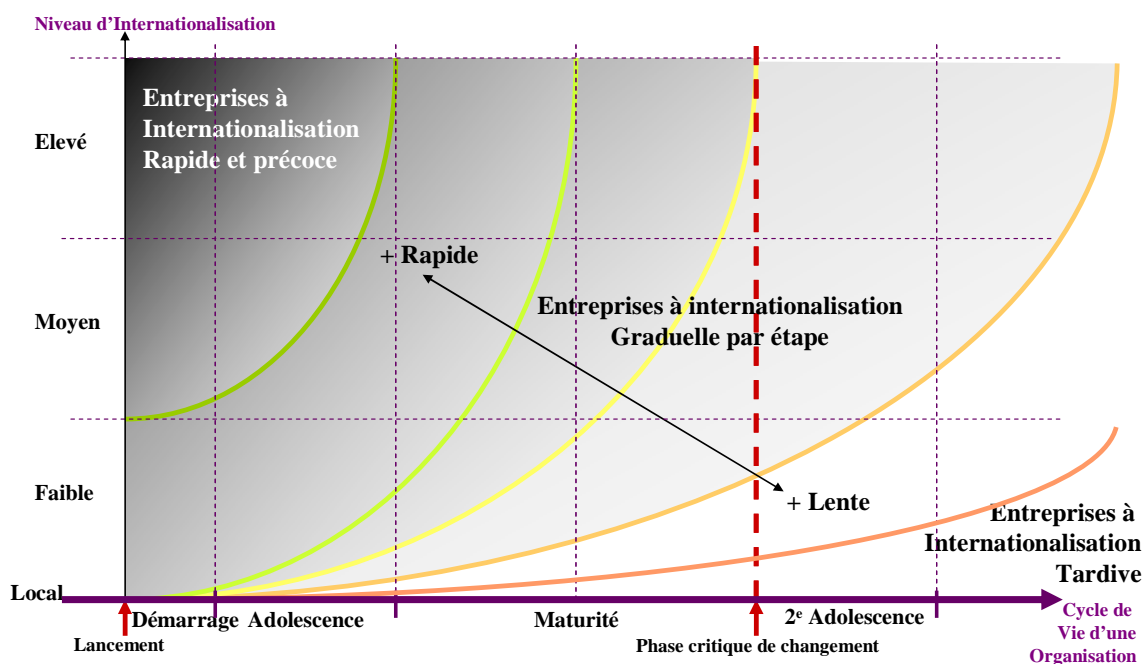 Niveau d’Internationalisation
Entreprises à
Internationalisation
Rapide et précoce
Elevé
+ Rapide
Entreprises à internationalisation
Graduelle par étape
Moyen
Faible
+ Lente
Entreprises à
Internationalisation
Tardive
Local
Démarrage Adolescence Maturité 2e Adolescence
Lancement
Phase critique de changement
Cycle de
Vie d’une
Organisation